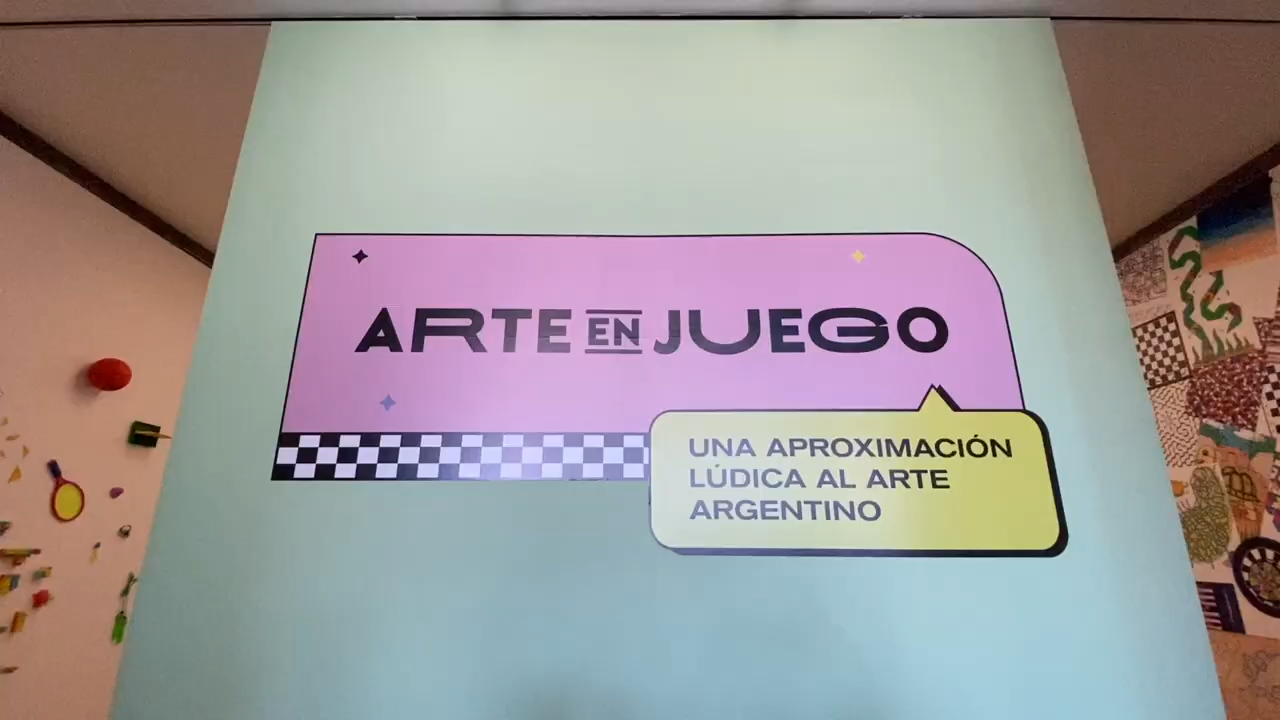 ARTE EN JUEGO
UNA APROXIMACIÓN
LÚDICA AL ARTE
ARGENTINO